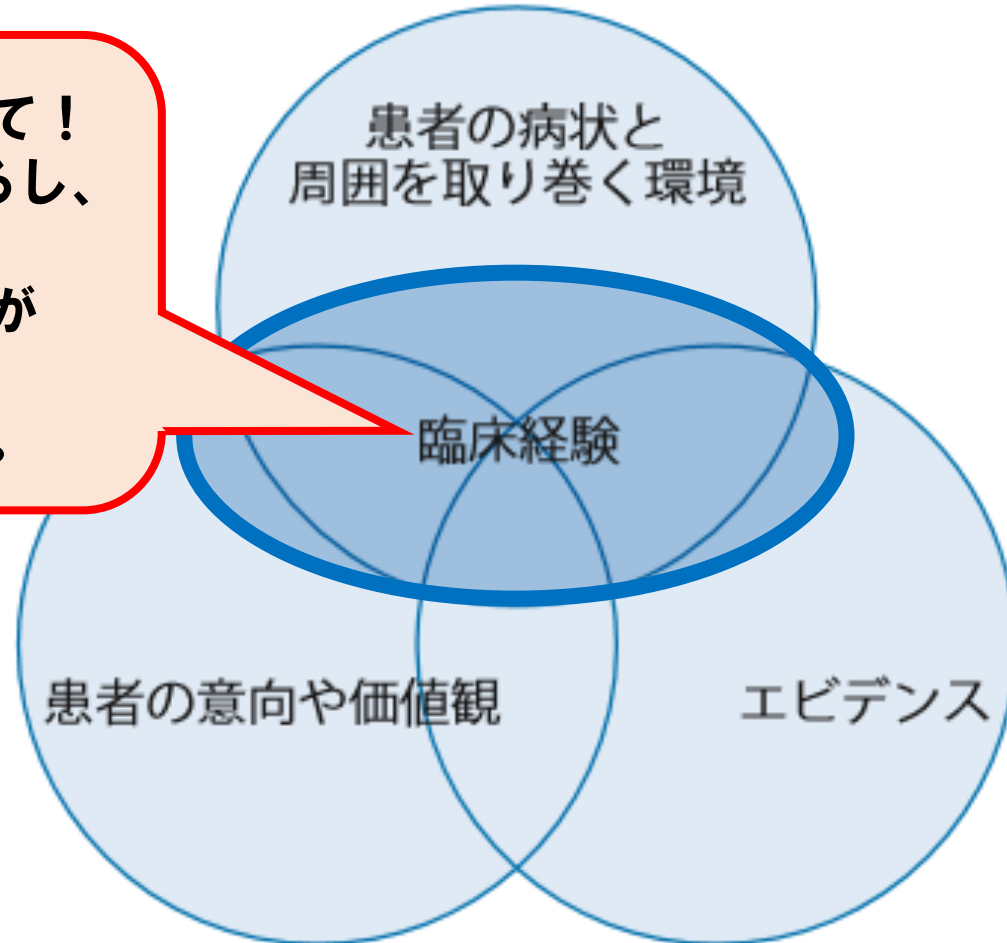 て！
るし、
が
。
患者の病状と
周囲を取り巻く環境
臨床経験
患者の意向や価値観
エビデンス